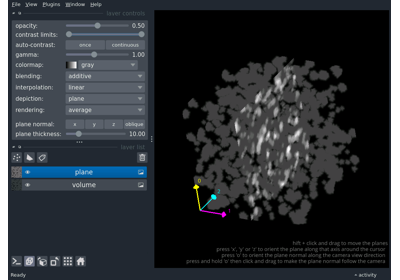 File View Plugins Window Help
layer controls
opacity: 0.50
contrast limits:
auto-contrast: once continuous
gamma: 1.00
colormap: gray
blending: additive
interpolation: linear
depiction: plane
rendering: average
plane normal: x y z oblique
plane thickness: 10.00
layer list
plane
volume
0
2
shift + click and drag to move the planes
press 'x', 'y' or 'z' to orient the plane along that axis around the cursor
press 'o' to orient the plane normal along the camera view direction
press and hold 'o' then click and drag to make the plane normal follow the camera
Ready
activity